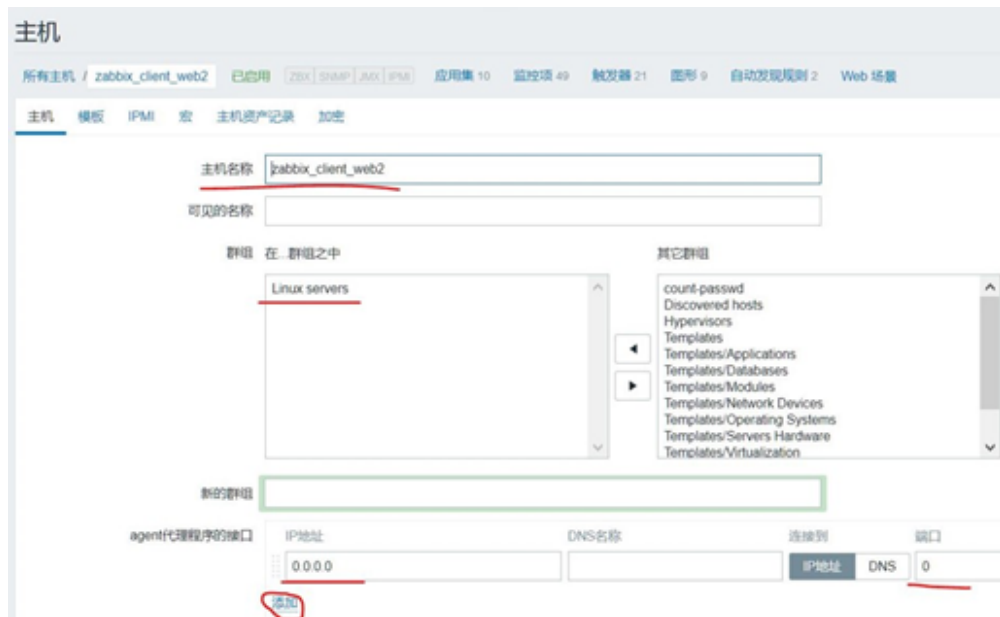 主机
所有主机 / zabbix_client_web2 已启用 ZBX SNMP JMX IPMI 应用集 10 监控项 49 触发器 21 图形 9 自动发现规则 2 Web 场景
主机 模板 IPMI 宏 主机资产记录 加密
主机名称 zabbix_client_web2
可见的名称
群组 在...群组之中 其它群组
Linux servers
count-passwd
Discovered hosts
Hypervisors
Templates
Templates/Applications
Templates/Databases
Templates/Modules
Templates/Network Devices
Templates/Operating Systems
Templates/Servers Hardware
Templates/Virtualization
新的群组
agent代理程序的接口 IP地址 DNS名称 连接到 端口
0.0.0.0 IP地址 DNS 0
添加